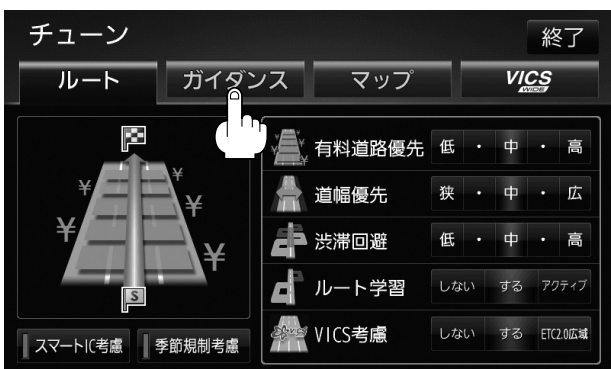 チューン
終了
ルート ガイダンス マップ VICS WIDE
¥ ¥ ¥ ¥ ¥ ¥
S
有料道路優先 低 ・ 中 ・ 高
道幅優先 狭 ・ 中 ・ 広
渋滞回避 低 ・ 中 ・ 高
ルート学習 しない する アクティブ
VICS考慮 しない する ETC2.0広域
スマートIC考慮 季節規制考慮